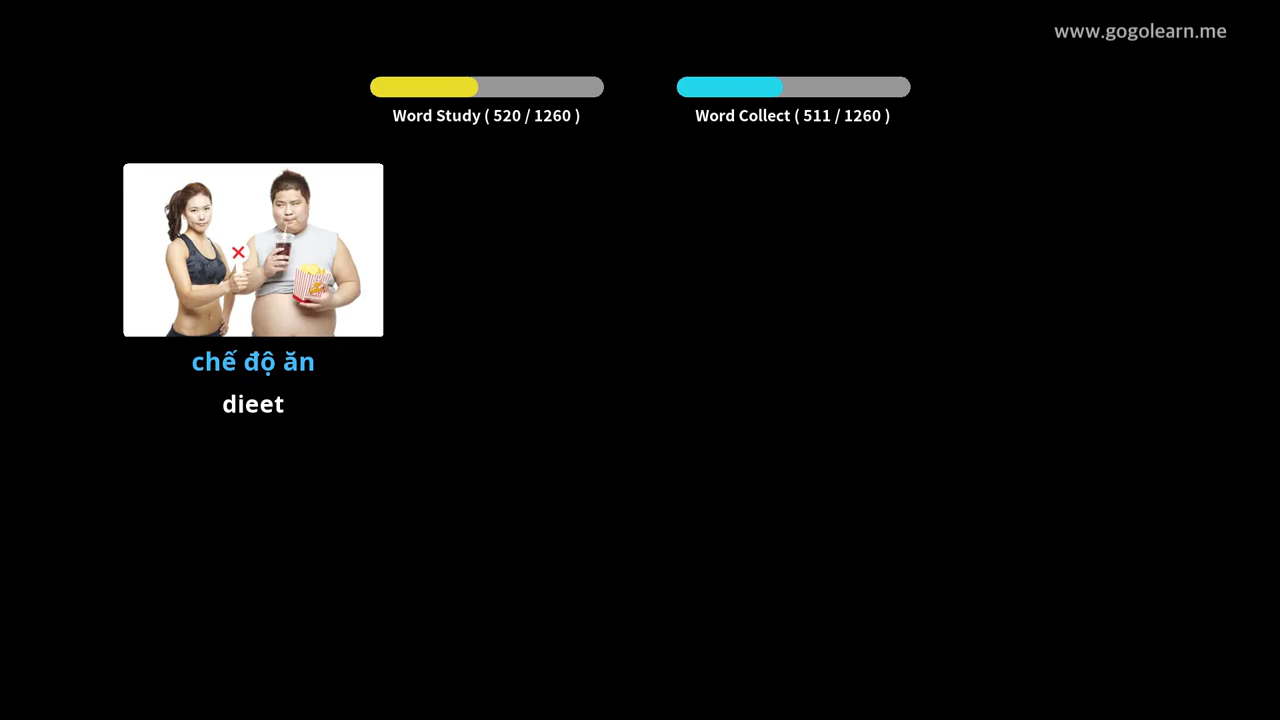 www.gogolearn.me
Word Study ( 520 / 1260 )
Word Collect ( 511 / 1260 )
chế độ ăn
dieet